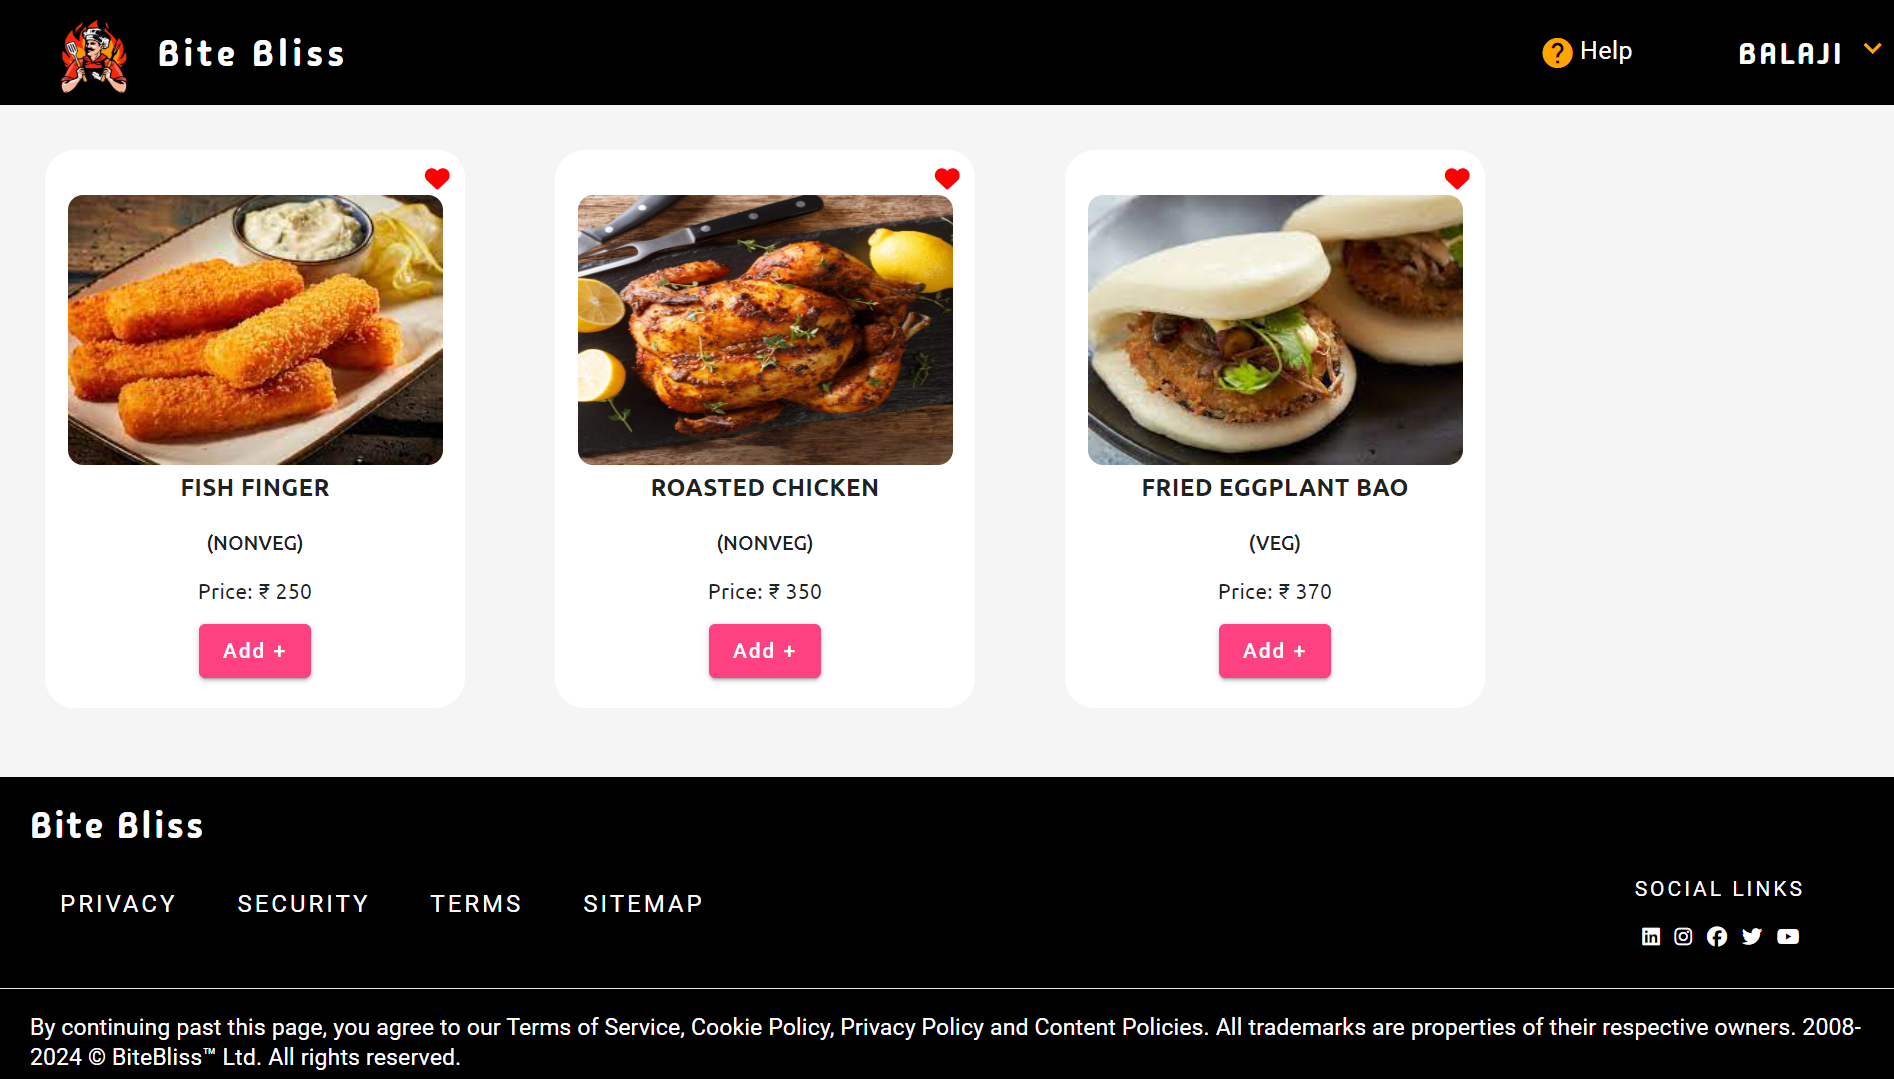 Bite Bliss
? Help
BALAJI
FISH FINGER
(NONVEG)
Price: ₹ 250
Add +
ROASTED CHICKEN
(NONVEG)
Price: ₹ 350
Add +
FRIED EGGPLANT BAO
(VEG)
Price: ₹ 370
Add +
Bite Bliss
PRIVACY SECURITY TERMS SITEMAP
SOCIAL LINKS
By continuing past this page, you agree to our Terms of Service, Cookie Policy, Privacy Policy and Content Policies. All trademarks are properties of their respective owners. 2008-
2024 © BiteBliss™ Ltd. All rights reserved.